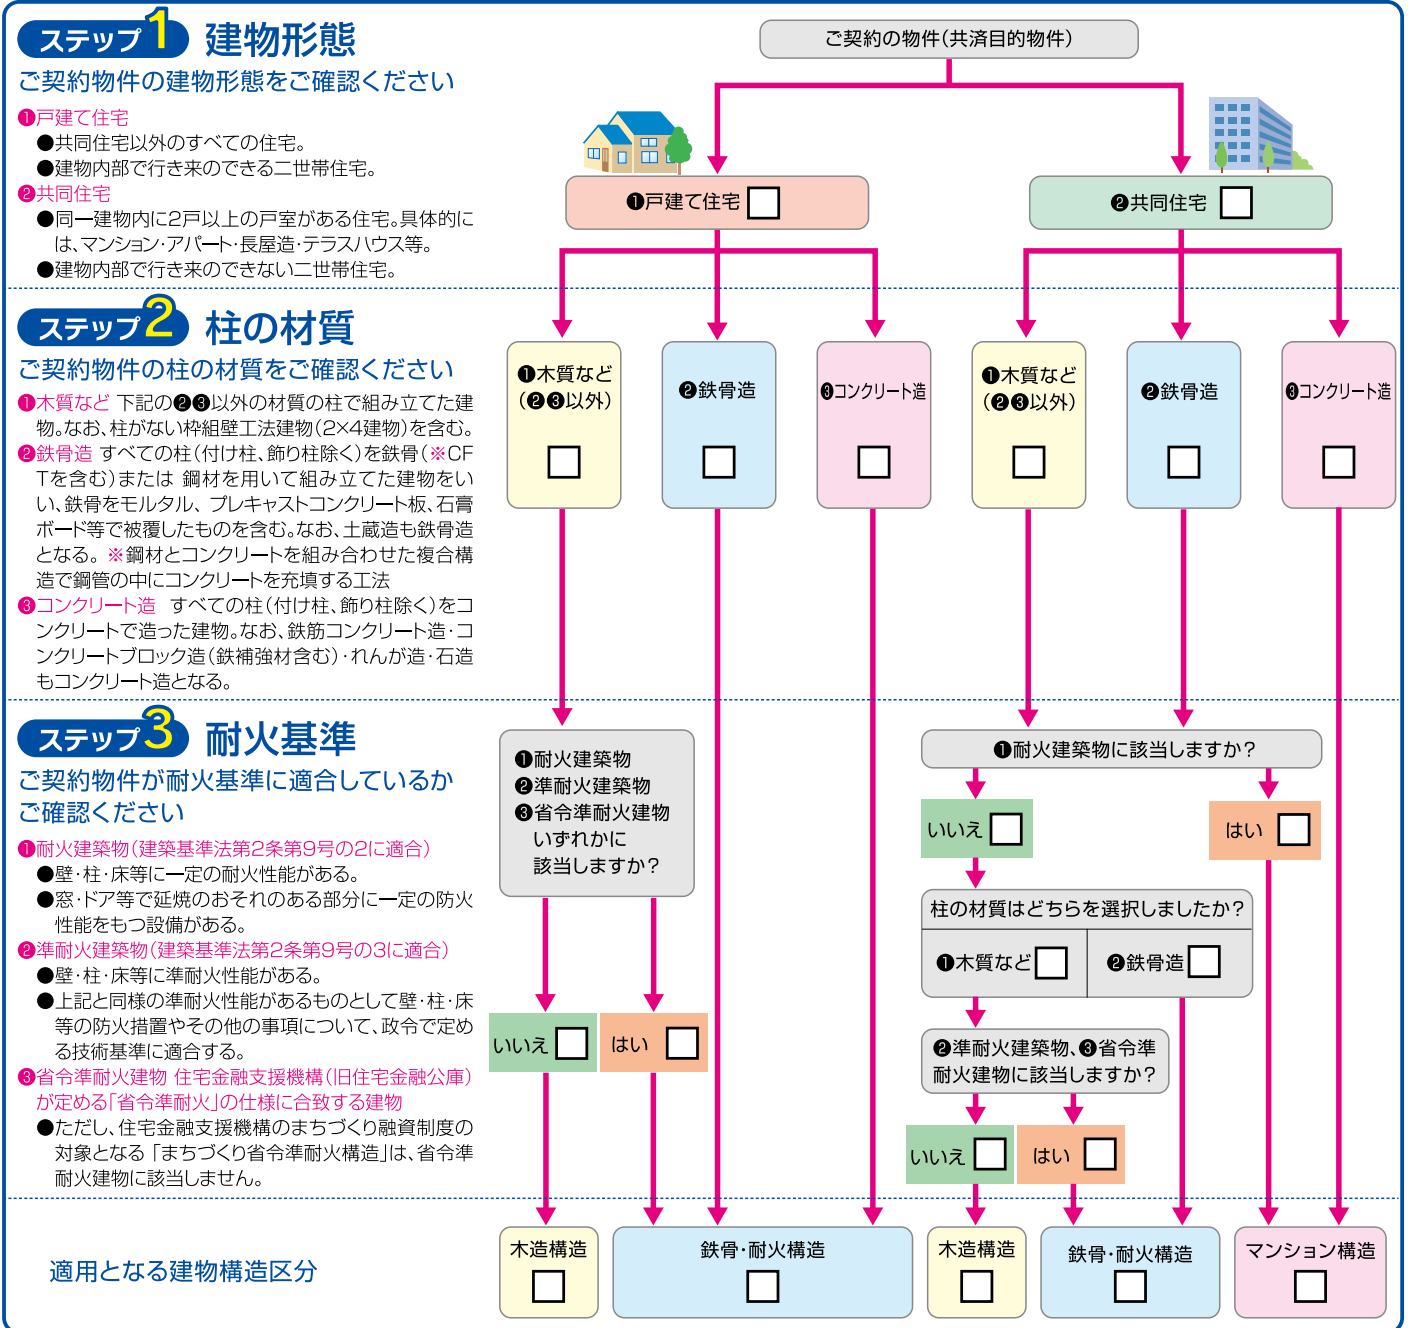 ステップ1 建物形態
ご契約物件の建物形態をご確認ください
❶戸建て住宅
●共同住宅以外のすべての住宅。
●建物内部で行き来のできる二世帯住宅。
❷共同住宅
●同一建物内に2戸以上の戸室がある住宅。具体的に
は、マンション・アパート・長屋造・テラスハウス等。
●建物内部で行き来のできない二世帯住宅。
ご契約の物件(共済目的物件)
❶戸建て住宅
❷共同住宅
ステップ2 柱の材質
ご契約物件の柱の材質をご確認ください
❶木質など 下記の❷❸以外の材質の柱で組み立てた建
物。なお、柱がない枠組壁工法建物(2×4建物)を含む。
❷鉄骨造 すべての柱(付け柱、飾り柱除く)を鉄骨(※CF
Tを含む)または 鋼材を用いて組み立てた建物をい
い、鉄骨をモルタル、プレキャストコンクリート板、石膏
ボード等で被覆したものを含む。なお、土蔵造も鉄骨造
となる。※鋼材とコンクリートを組み合わせた複合構
造で鋼管の中にコンクリートを充填する工法
❸コンクリート造 すべての柱(付け柱、飾り柱除く)をコ
ンクリートで造った建物。なお、鉄筋コンクリート造・コ
ンクリートブロック造(鉄補強材含む)・れんが造・石造
もコンクリート造となる。
❶木質など
(❷❸以外)
❷鉄骨造
❸コンクリート造
❶木質など
(❷❸以外)
❷鉄骨造
❸コンクリート造
ステップ3 耐火基準
ご契約物件が耐火基準に適合しているか
ご確認ください
❶耐火建築物(建築基準法第2条第9号の2に適合)
●壁・柱・床等に一定の耐火性能がある。
●窓・ドア等で延焼のおそれのある部分に一定の防火
性能をもつ設備がある。
❷準耐火建築物(建築基準法第2条第9号の3に適合)
●壁・柱・床等に準耐火性能がある。
●上記と同様の準耐火性能があるものとして壁・柱・床
等の防火措置やその他の事項について、政令で定め
る技術基準に適合する。
❸省令準耐火建物 住宅金融支援機構(旧住宅金融公庫)
が定める「省令準耐火」の仕様に合致する建物
●ただし、住宅金融支援機構のまちづくり融資制度の
対象となる「まちづくり省令準耐火構造」は、省令準
耐火建物に該当しません。
❶耐火建築物
❷準耐火建築物
❸省令準耐火建物
いずれかに
該当しますか?
いいえ
はい
❶耐火建築物に該当しますか?
いいえ
はい
柱の材質はどちらを選択しましたか?
❶木質など
❷鉄骨造
❷準耐火建築物、❸省令準
耐火建物に該当しますか?
いいえ
はい
適用となる建物構造区分
木造構造
鉄骨・耐火構造
木造構造
鉄骨・耐火構造
マンション構造